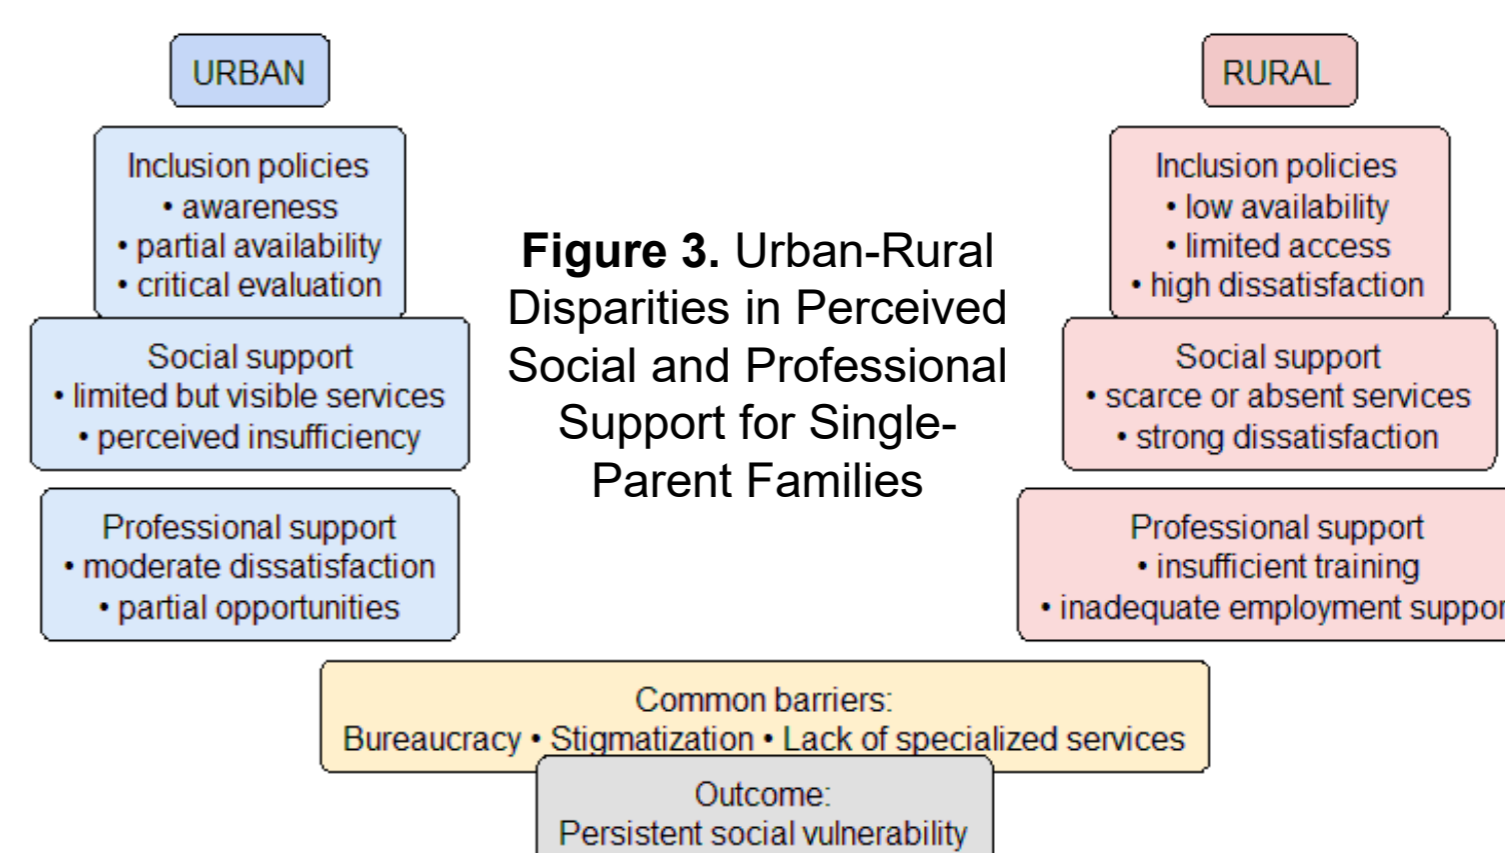 URBAN
Inclusion policies
• awareness
• partial availability
• critical evaluation
Social support
• limited but visible services
• perceived insufficiency
Professional support
• moderate dissatisfaction
• partial opportunities
Figure 3. Urban-Rural
Disparities in Perceived
Social and Professional
Support for Single-
Parent Families
RURAL
Inclusion policies
• low availability
• limited access
• high dissatisfaction
Social support
• scarce or absent services
• strong dissatisfaction
Professional support
• insufficient training
• inadequate employment suppor
Common barriers:
Bureaucracy • Stigmatization • Lack of specialized services
Outcome:
Persistent social vulnerability